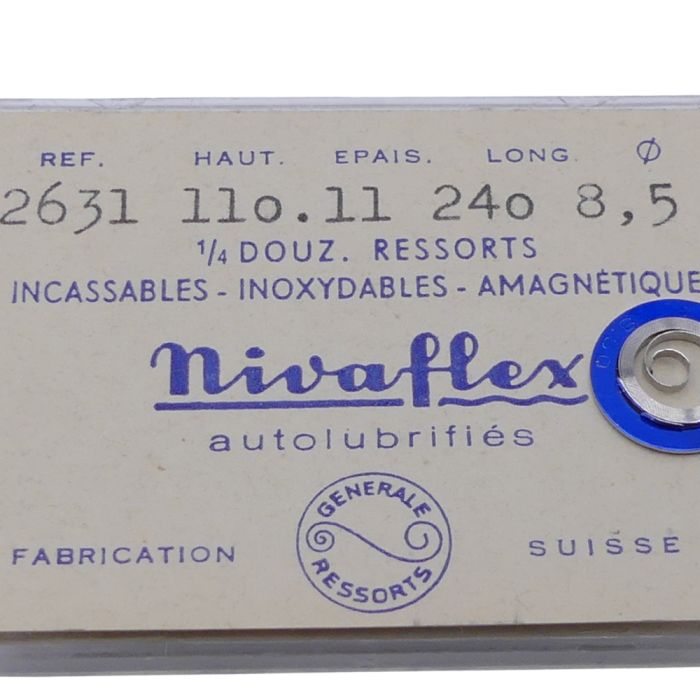 REF. HAUT. EPAIS. LONG. Ø
2631 110.11 240 8,5
1/4 DOUZ. RESSORTS
INCASSABLES - INOXYDABLES - AMAGNÉTIQUE
Nivaflex
autolubrifiés
GENERALE
RESSORTS
FABRICATION SUISSE